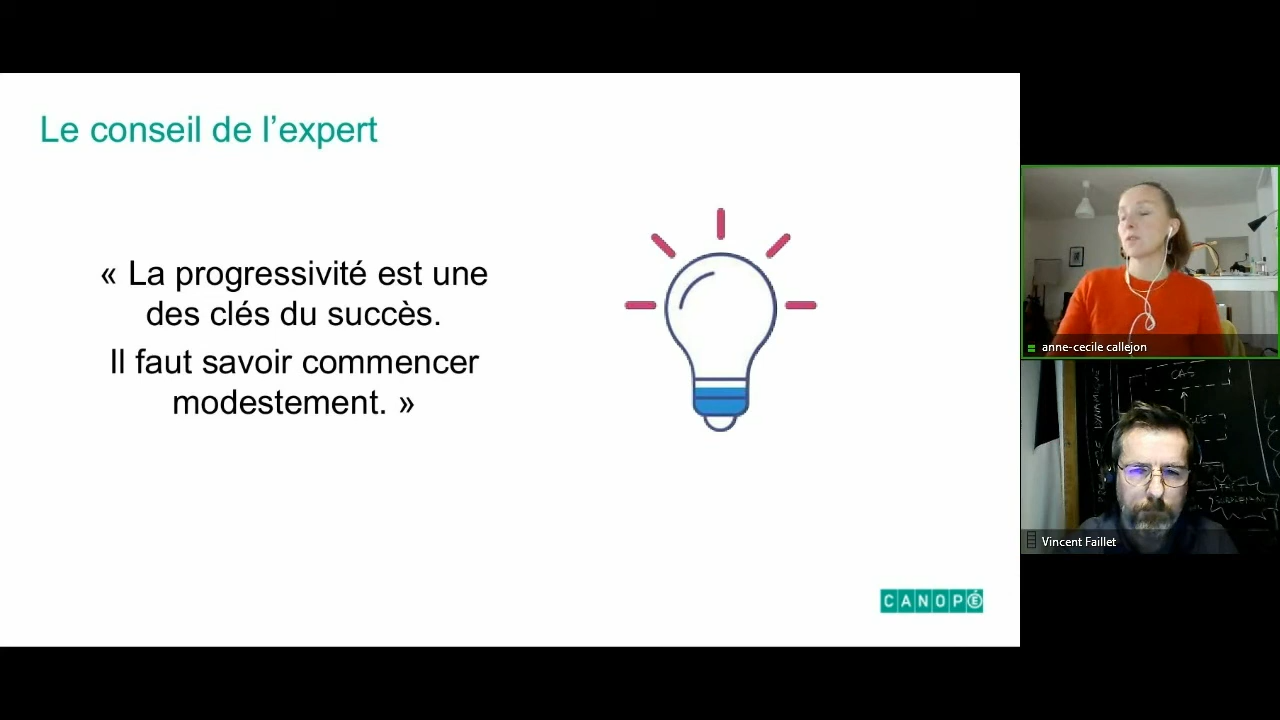 Le conseil de l’expert
« La progressivité est une
des clés du succès.
Il faut savoir commencer
modestement. »
CANOPÉ
anne-cecile callejon
CAS
Vincent Faillet